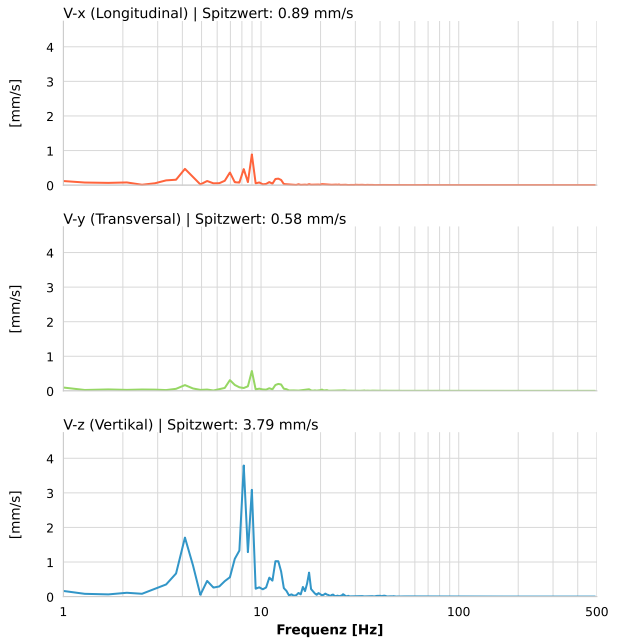 V-x (Longitudinal) | Spitzwert: 0.89 mm/s
4
3
2
1
0
[mm/s]
V-y (Transversal) | Spitzwert: 0.58 mm/s
4
3
2
1
0
[mm/s]
V-z (Vertikal) | Spitzwert: 3.79 mm/s
4
3
2
1
0
[mm/s]
1 10 100 500
Frequenz [Hz]